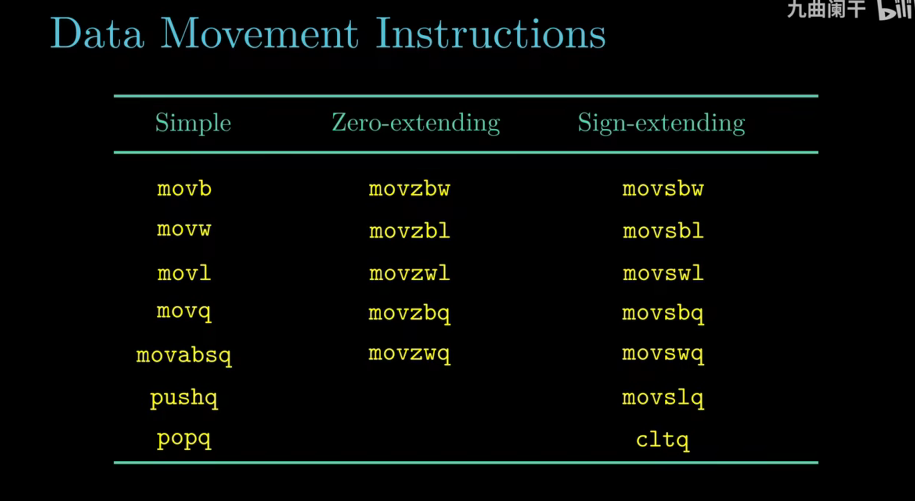 九曲阑干 bili
Data Movement Instructions
Simple Zero-extending Sign-extending
movb movzbw movsbw
movw movzbl movsbl
movl movzwl movswl
movq movzbq movsbq
movabsq movzwq movswq
pushq movslq
popq cltq